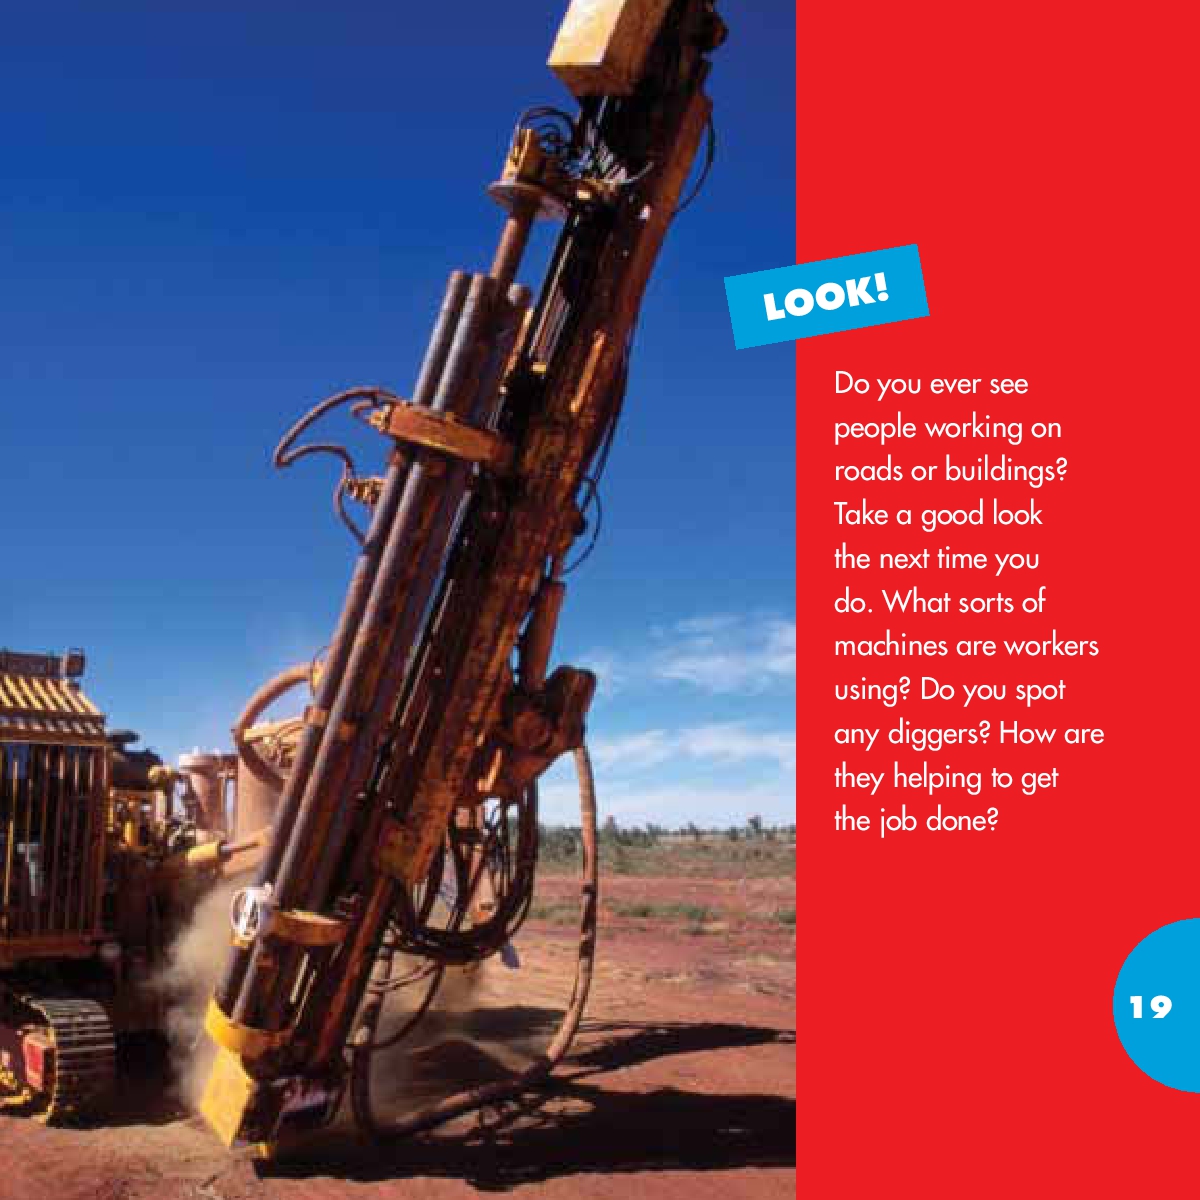 LOOK!
Do you ever see
people working on
roads or buildings?
Take a good look
the next time you
do. What sorts of
machines are workers
using? Do you spot
any diggers? How are
they helping to get
the job done?
19